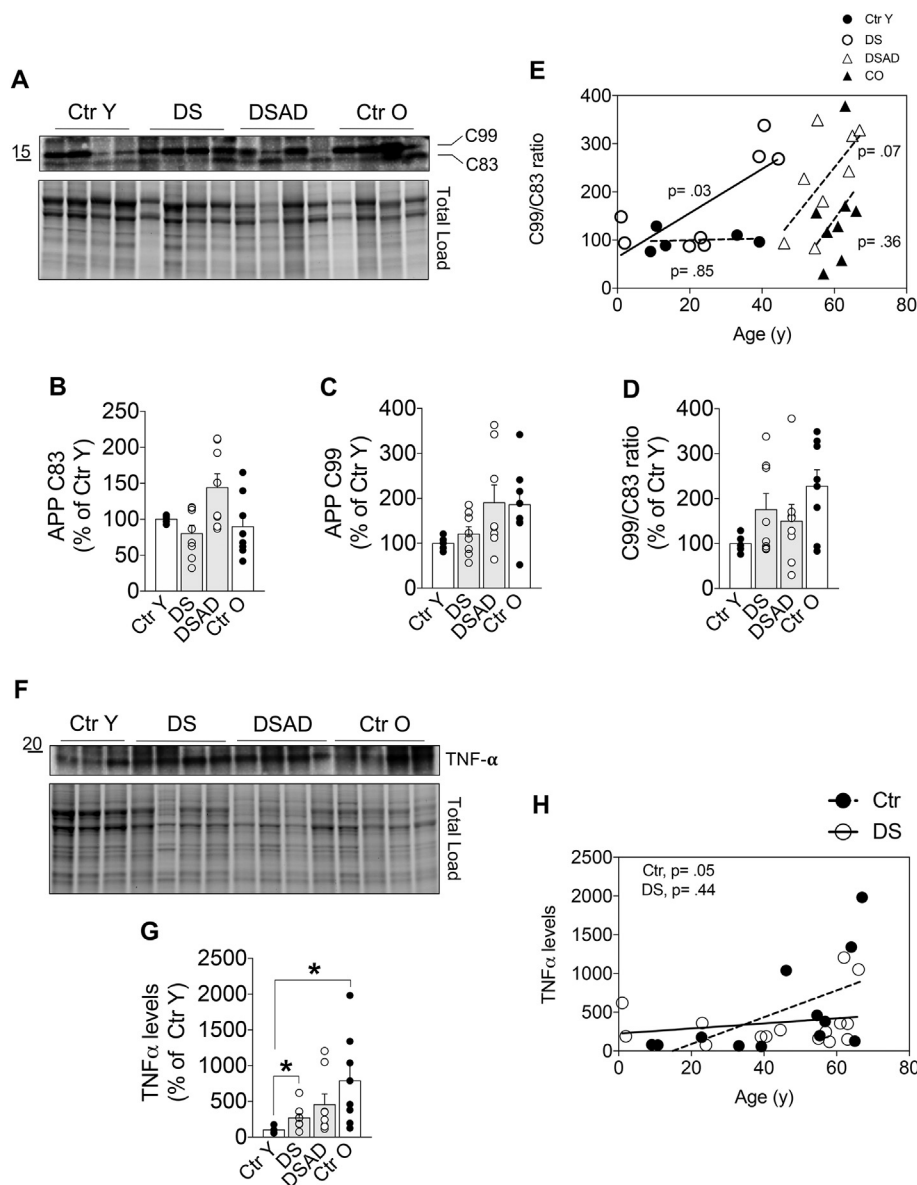 Ctr Y
DS
DSAD
CO
A
Ctr Y DS DSAD Ctr O
15
C99
C83
Total Load
E
C99/C83 ratio
400
300
200
100
0
0 20 40 60 80
Age (y)
p= .03
p= .85
p= .07
p= .36
B
APP C83
(% of Ctr Y)
250
200
150
100
50
0
Ctr Y
DS
DSAD
Ctr O
C
APP C99
(% of Ctr Y)
400
300
200
100
0
Ctr Y
DS
DSAD
Ctr O
D
C99/C83 ratio
(% of Ctr Y)
400
300
200
100
0
Ctr Y
DS
DSAD
Ctr O
F
Ctr Y DS DSAD Ctr O
20
TNF-α
Total Load
G
TNFα levels
(% of Ctr Y)
2500
2000
1500
1000
500
0
*
*
Ctr Y
DS
DSAD
Ctr O
H
Ctr
DS
Ctr, p= .05
DS, p= .44
TNFα levels
2500
2000
1500
1000
500
0
0 20 40 60 80
Age (y)